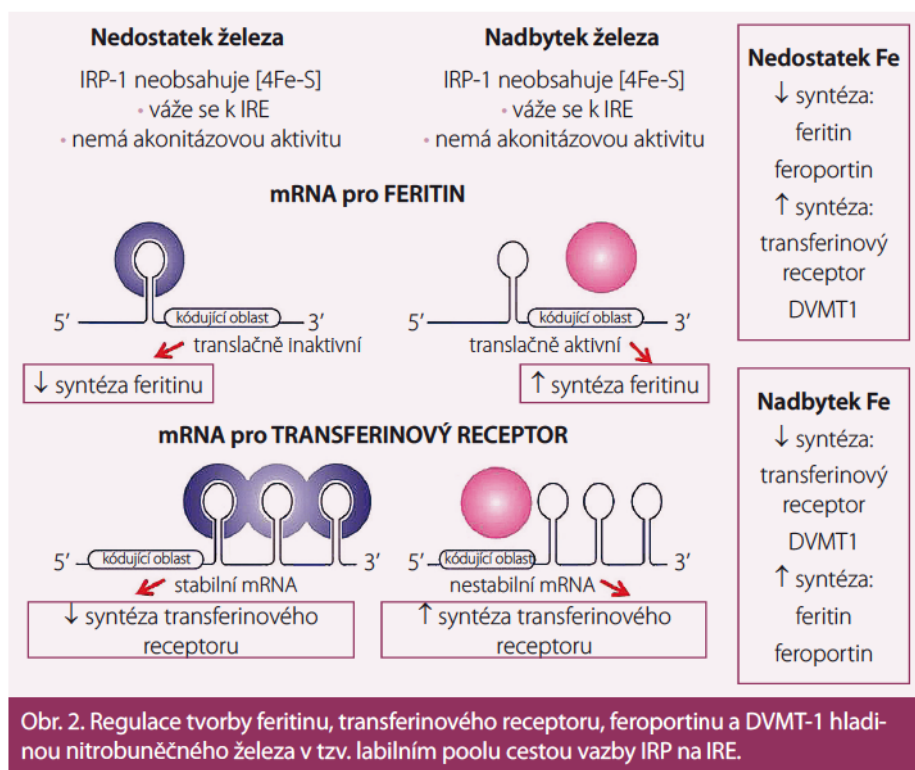 Nedostatek železa
IRP-1 neobsahuje [4Fe-S]
• váže se k IRE
• nemá akonitázovou aktivitu
Nadbytek železa
IRP-1 neobsahuje [4Fe-S]
• váže se k IRE
• nemá akonitázovou aktivitu
mRNA pro FERITIN
5′ kódující oblast 3′
translačně inaktivní
↓ syntéza feritinu
5′ kódující oblast 3′
translačně aktivní
↑ syntéza feritinu
mRNA pro TRANSFERINOVÝ RECEPTOR
5′ kódující oblast 3′
stabilní mRNA
↓ syntéza transferinového
receptoru
5′ kódující oblast 3′
nestabilní mRNA
↑ syntéza transferinového
receptoru
Nedostatek Fe
↓ syntéza:
feritin
feroportin
↑ syntéza:
transferinový
receptor
DVMT1
Nadbytek Fe
↓ syntéza:
transferinový
receptor
DVMT1
↑ syntéza:
feritin
feroportin
Obr. 2. Regulace tvorby feritinu, transferinového receptoru, feroportinu a DVMT-1 hladi-
nou nitrobuněčného železa v tzv. labilním poolu cestou vazby IRP na IRE.